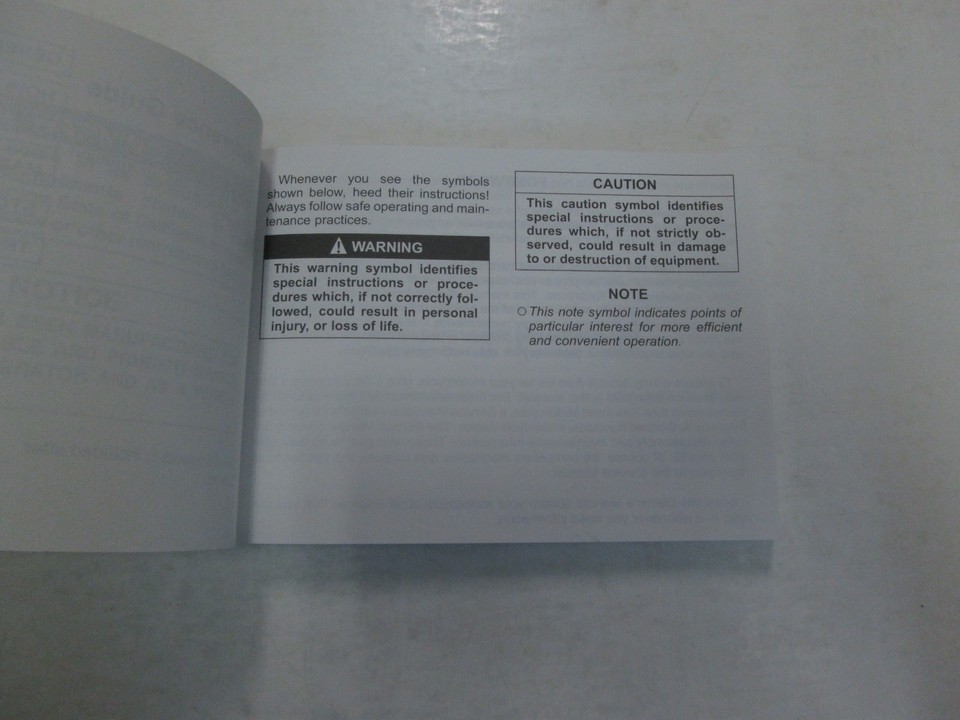 Whenever you see the symbols
shown below, heed their instructions!
Always follow safe operating and main-
tenance practices.
WARNING
This warning symbol identifies
special instructions or proce-
dures which, if not correctly fol-
lowed, could result in personal
injury, or loss of life.
CAUTION
This caution symbol identifies
special instructions or proce-
dures which, if not strictly ob-
served, could result in damage
to or destruction of equipment.
NOTE
○ This note symbol indicates points of
particular interest for more efficient
and convenient operation.